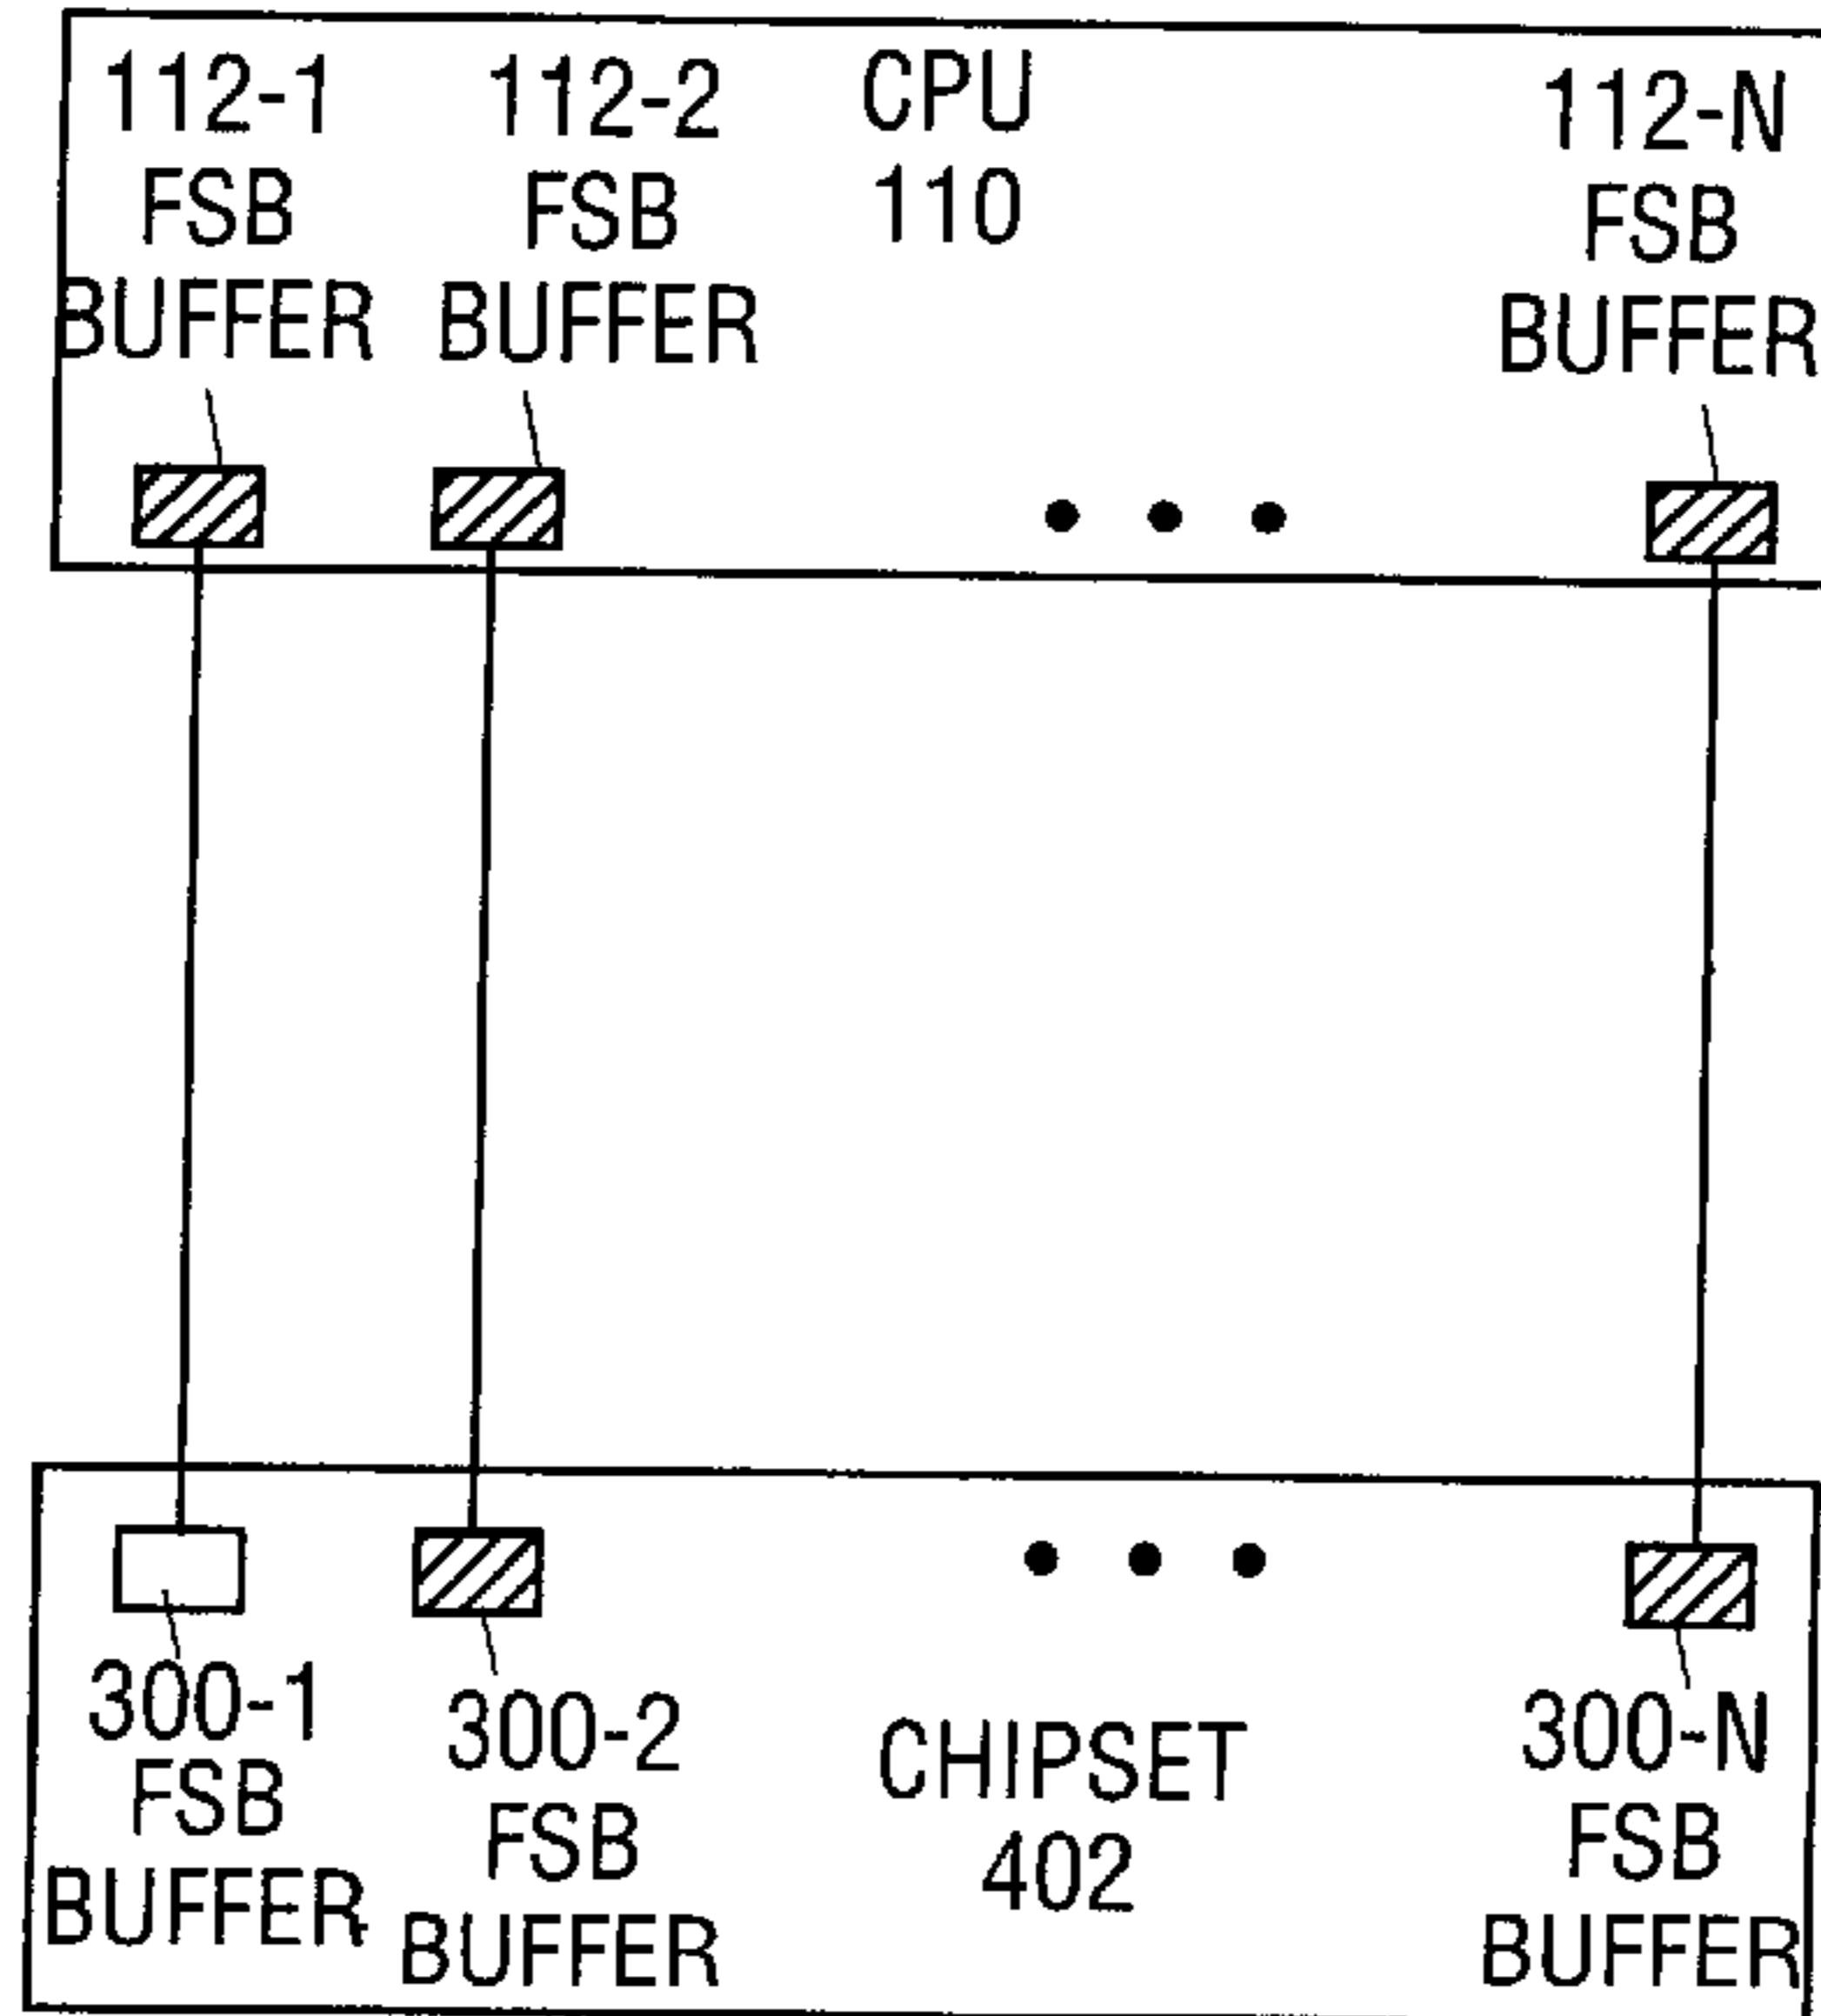 112-1
FSB
BUFFER
112-2
FSB
BUFFER
CPU
110
112-N
FSB
BUFFER
300-1
FSB
BUFFER
300-2
FSB
BUFFER
CHIPSET
402
300-N
FSB
BUFFER